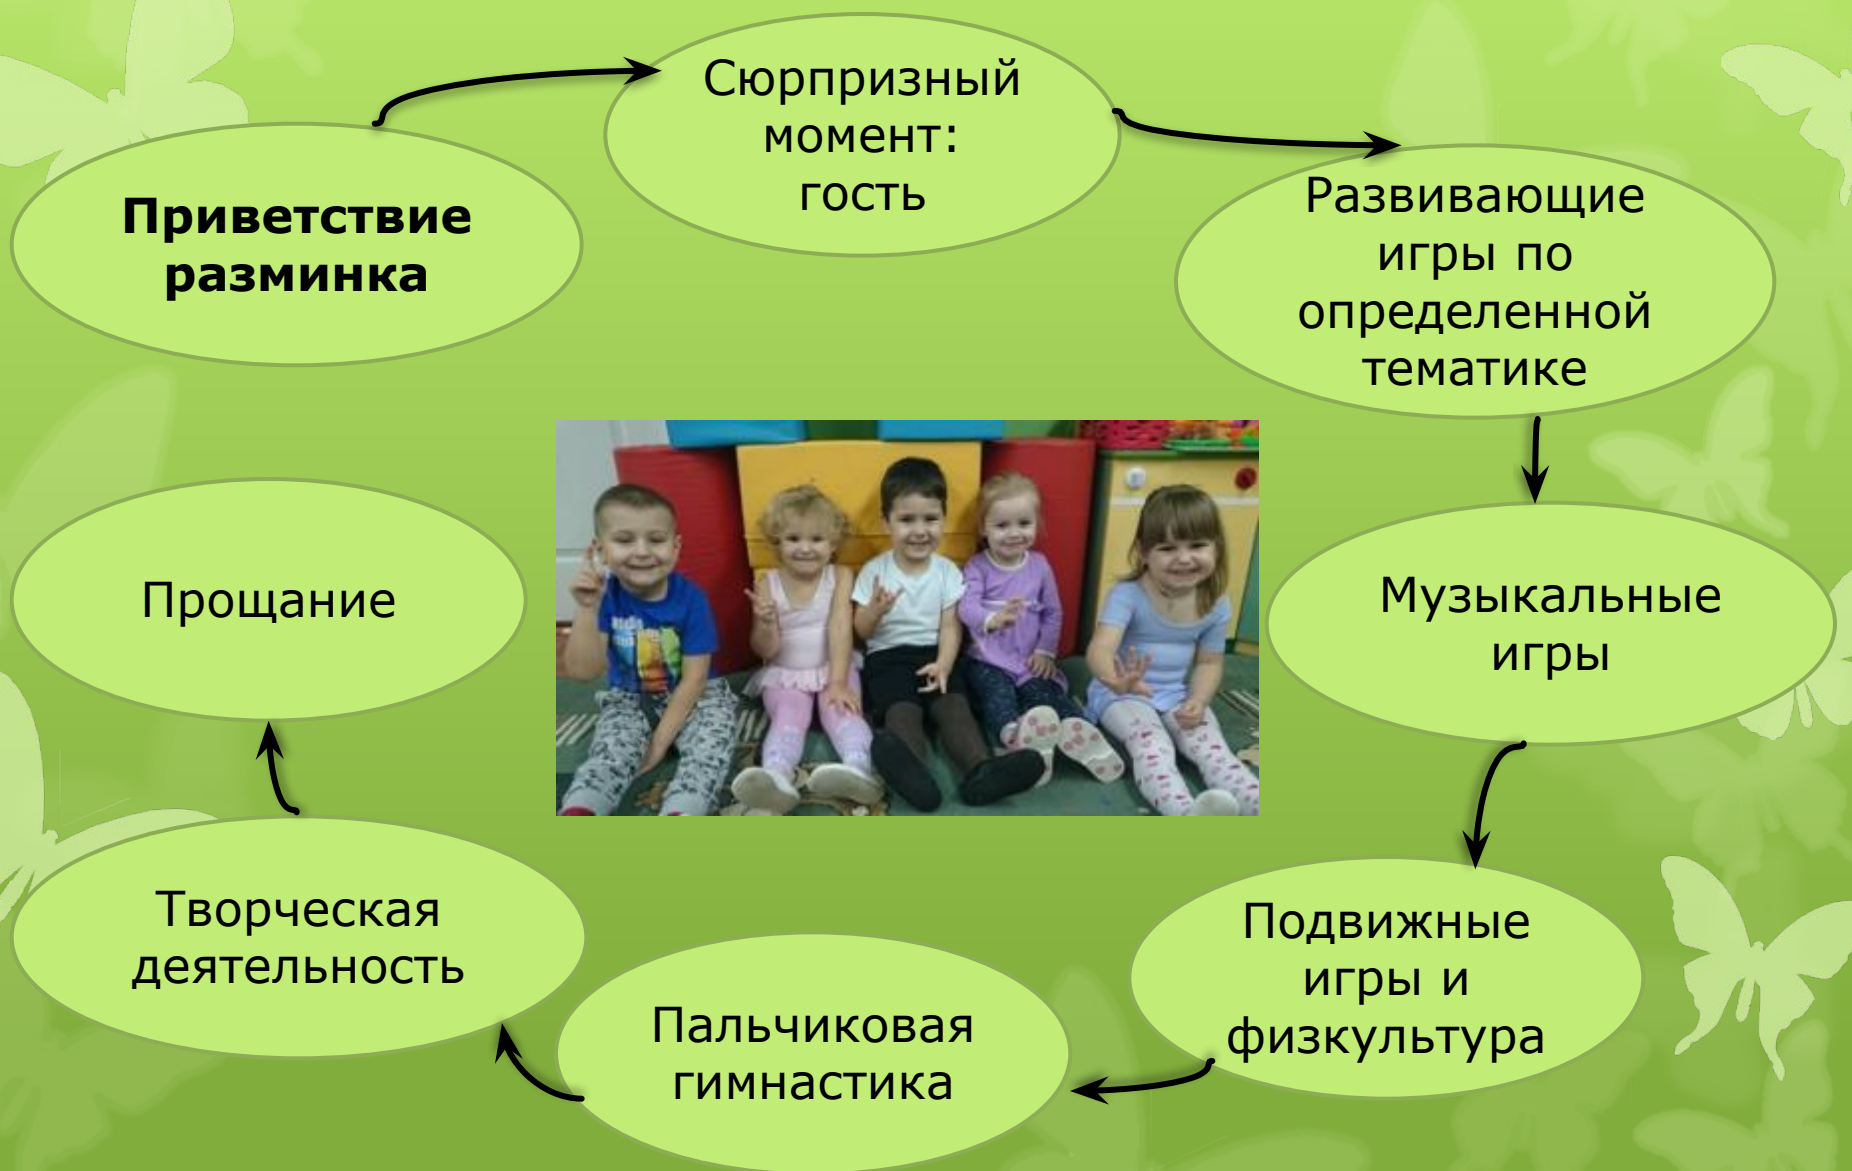 Приветствие
разминка
Сюрпризный
момент:
гость
Развивающие
игры по
определенной
тематике
Музыкальные
игры
Подвижные
игры и
физкультура
Пальчиковая
гимнастика
Творческая
деятельность
Прощание